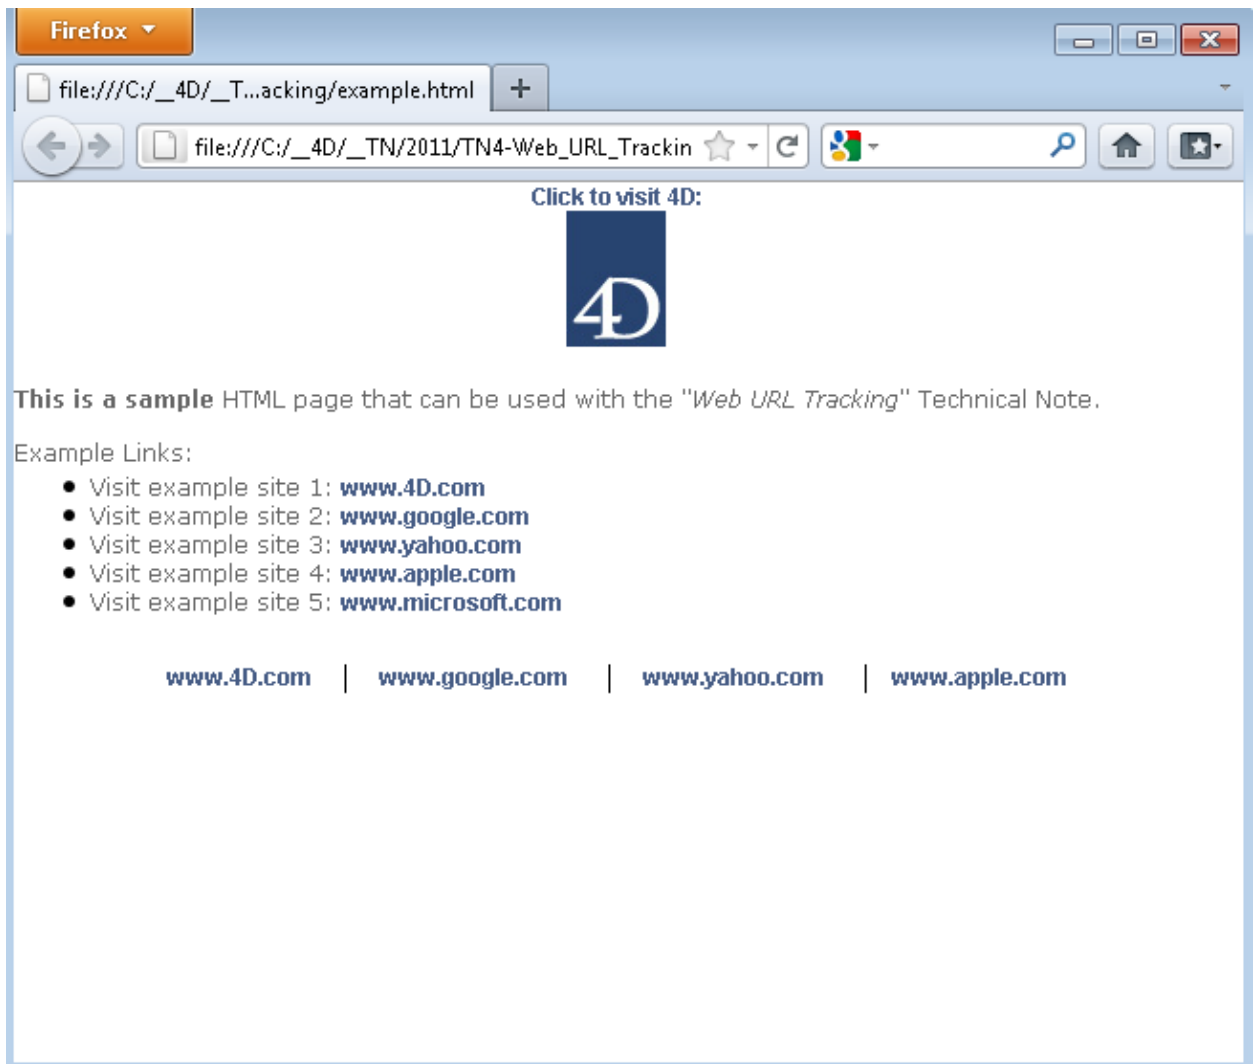 Firefox
file:///C:/__4D/__T...acking/example.html
file:///C:/__4D/__TN/2011/TN4-Web_URL_Trackin
Click to visit 4D:
4D
This is a sample HTML page that can be used with the "Web URL Tracking" Technical Note.
Example Links:
Visit example site 1: www.4D.com
Visit example site 2: www.google.com
Visit example site 3: www.yahoo.com
Visit example site 4: www.apple.com
Visit example site 5: www.microsoft.com
www.4D.com | www.google.com | www.yahoo.com | www.apple.com